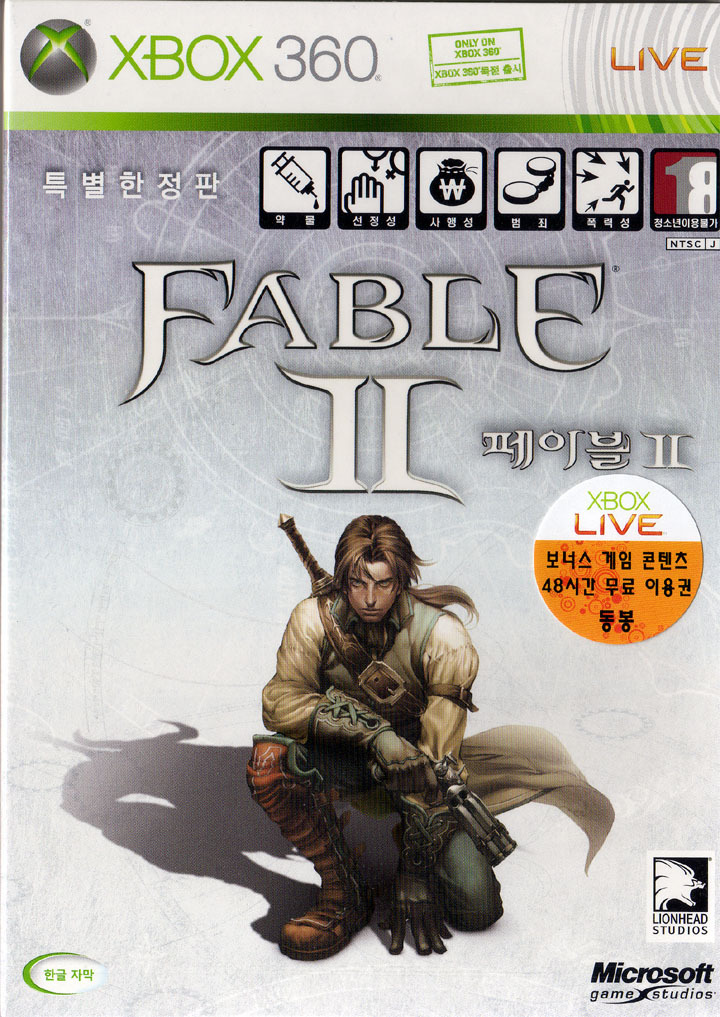 XBOX 360
ONLY ON
XBOX 360
XBOX 360 독점 출시
LIVE
특별한정판
약물
선정성
사행성
범죄
폭력성
18
청소년이용불가
NTSC J
FABLE
II
페이블 II
XBOX
LIVE
보너스 게임 콘텐츠
48시간 무료 이용권
동봉
LIONHEAD
STUDIOS
한글 자막
Microsoft
game studios